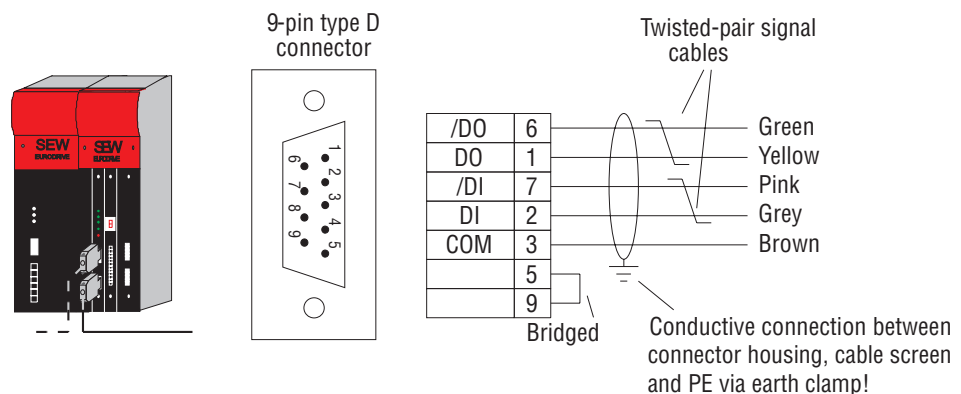 9-pin type D
connector
Twisted-pair signal
cables
SEW
EURODRIVE
SEW
EURODRIVE
1
2
3
4
5
6
7
8
9
/DO 6 Green
DO 1 Yellow
/DI 7 Pink
DI 2 Grey
COM 3 Brown
5
9
Bridged
Conductive connection between
connector housing, cable screen
and PE via earth clamp!